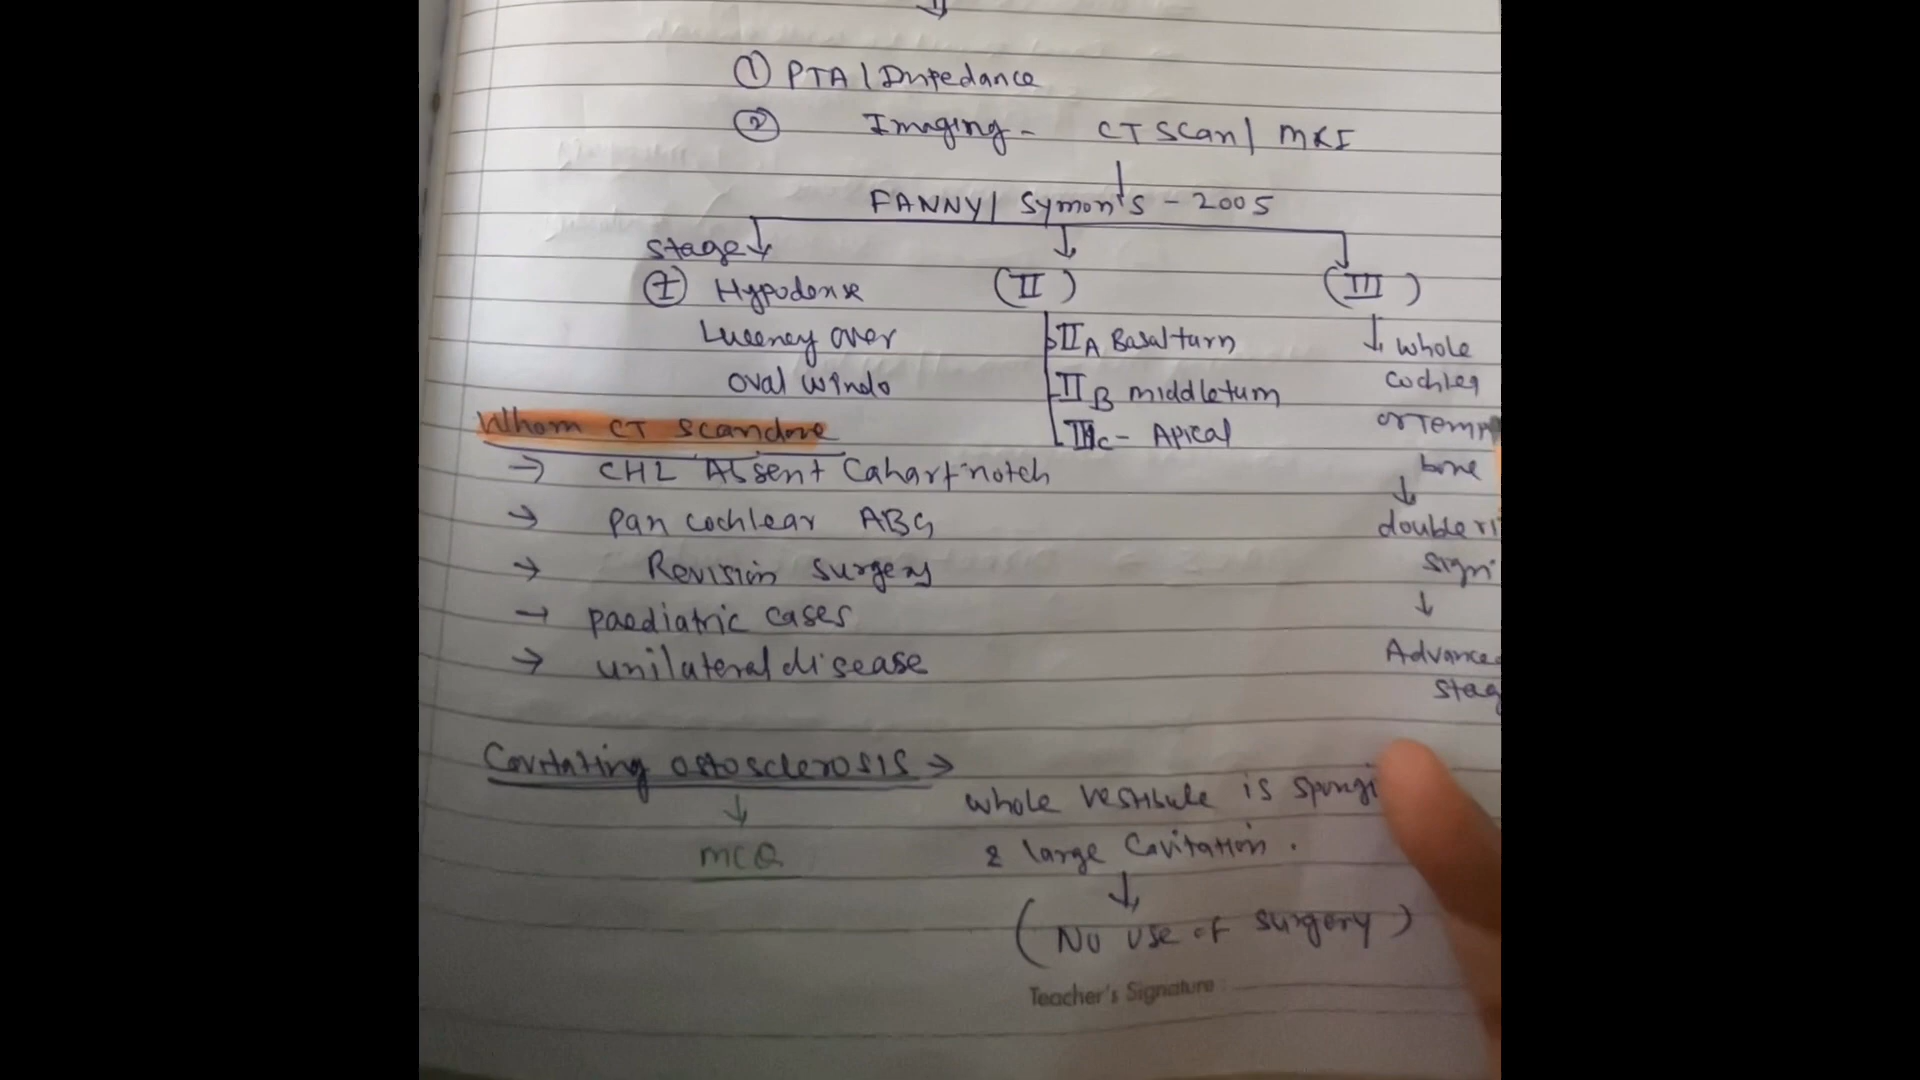 ① PTA / Impedance
② Imaging - CT Scan / MRI
FANNY / Symon's - 2005
Stage
Ⓘ Hypodense
Lucency over
oval windo
(II)
IIA Basal turn
IIB middle turn
IIc - Apical
(III)
whole
cochlea
or Temp
bone
double ri
sign
Advance
stag
Whom CT scan done
→ CHL Absent Cahart notch
→ Pan cochlear ABG
→ Revision surgery
→ paediatric cases
→ unilateral disease
Cavitating otosclerosis →
MCQ
whole vestibule is spongi
& large Cavitation.
(No use of surgery)
Teacher's Signature